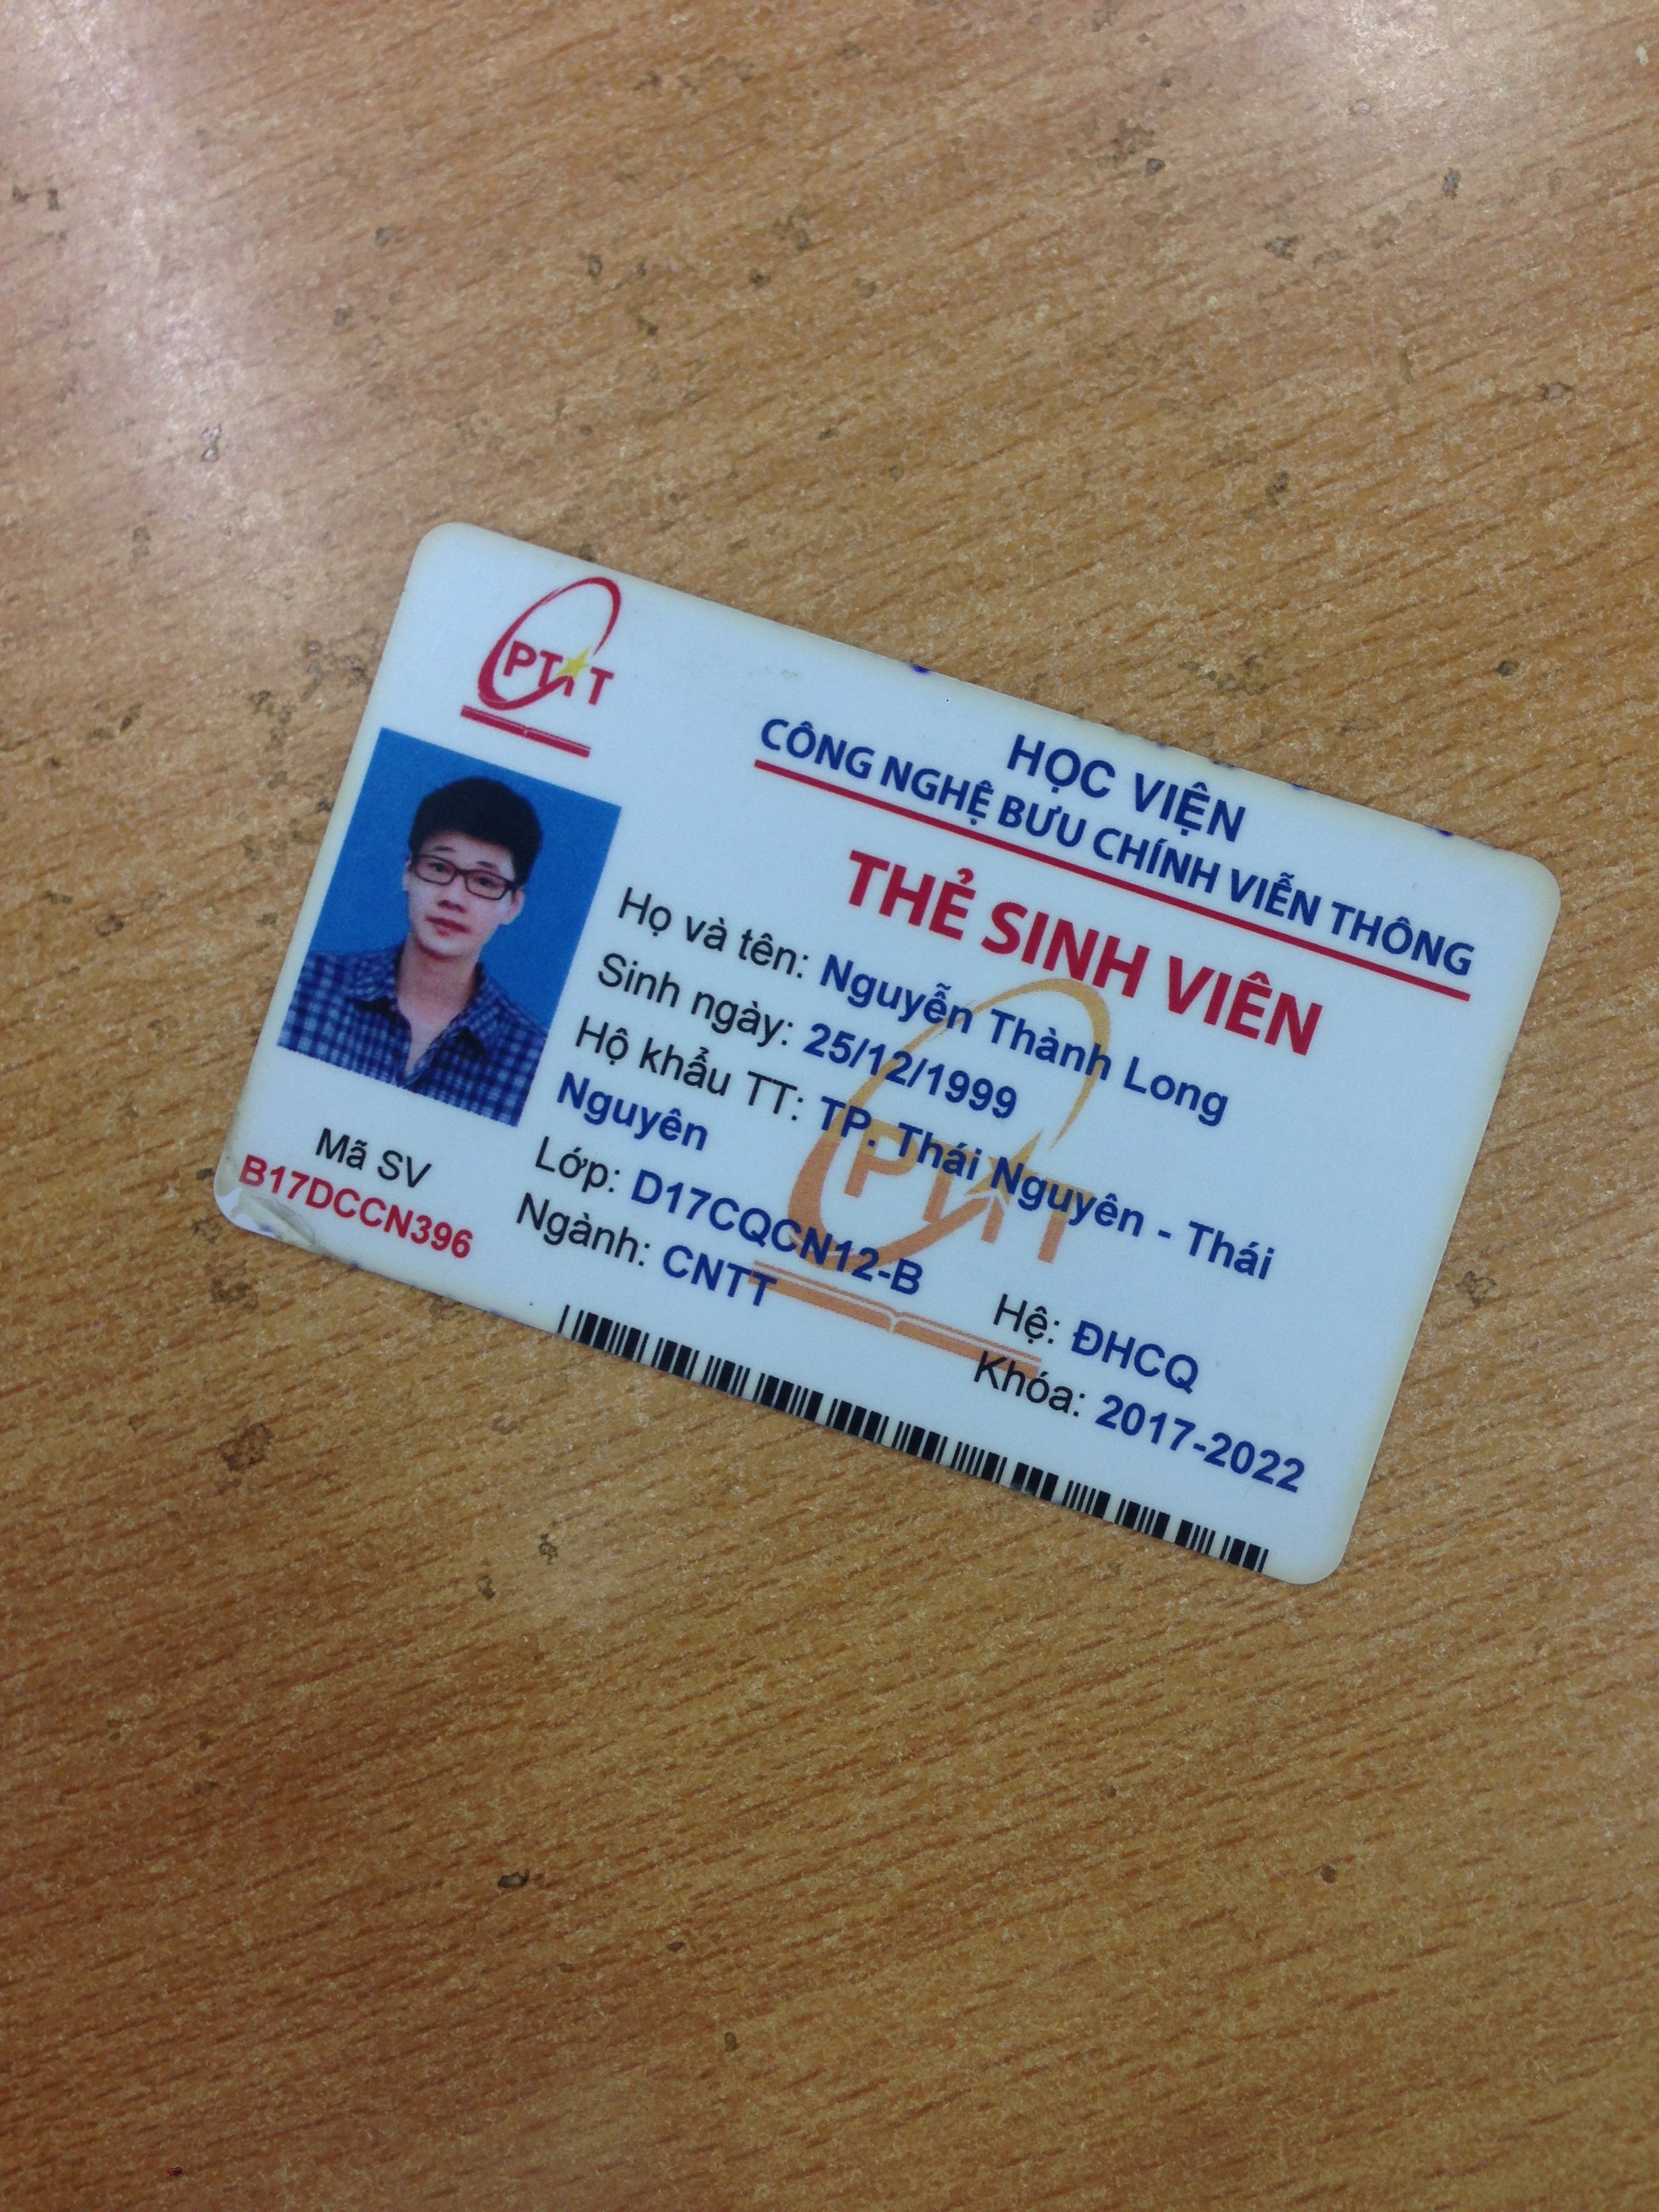 PTIT
HỌC VIỆN
CÔNG NGHỆ BƯU CHÍNH VIỄN THÔNG
THẺ SINH VIÊN
Họ và tên: Nguyễn Thành Long
Sinh ngày: 25/12/1999
Hộ khẩu TT: TP. Thái Nguyên - Thái
Nguyên
Lớp: D17CQCN12-B
Hệ: ĐHCQ
Ngành: CNTT
Khóa: 2017-2022
Mã SV
B17DCCN396
PTIT